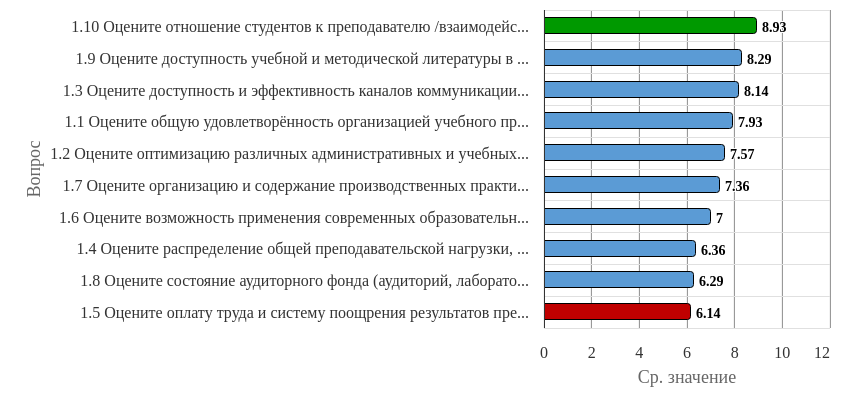 1.10 Оцените отношение студентов к преподавателю /взаимодейс... 8.93
1.9 Оцените доступность учебной и методической литературы в ... 8.29
1.3 Оцените доступность и эффективность каналов коммуникации... 8.14
1.1 Оцените общую удовлетворённость организацией учебного пр... 7.93
1.2 Оцените оптимизацию различных административных и учебных... 7.57
1.7 Оцените организацию и содержание производственных практи... 7.36
1.6 Оцените возможность применения современных образовательн... 7
1.4 Оцените распределение общей преподавательской нагрузки, ... 6.36
1.8 Оцените состояние аудиторного фонда (аудиторий, лаборато... 6.29
1.5 Оцените оплату труда и систему поощрения результатов пре... 6.14
Вопрос
0 2 4 6 8 10 12
Ср. значение